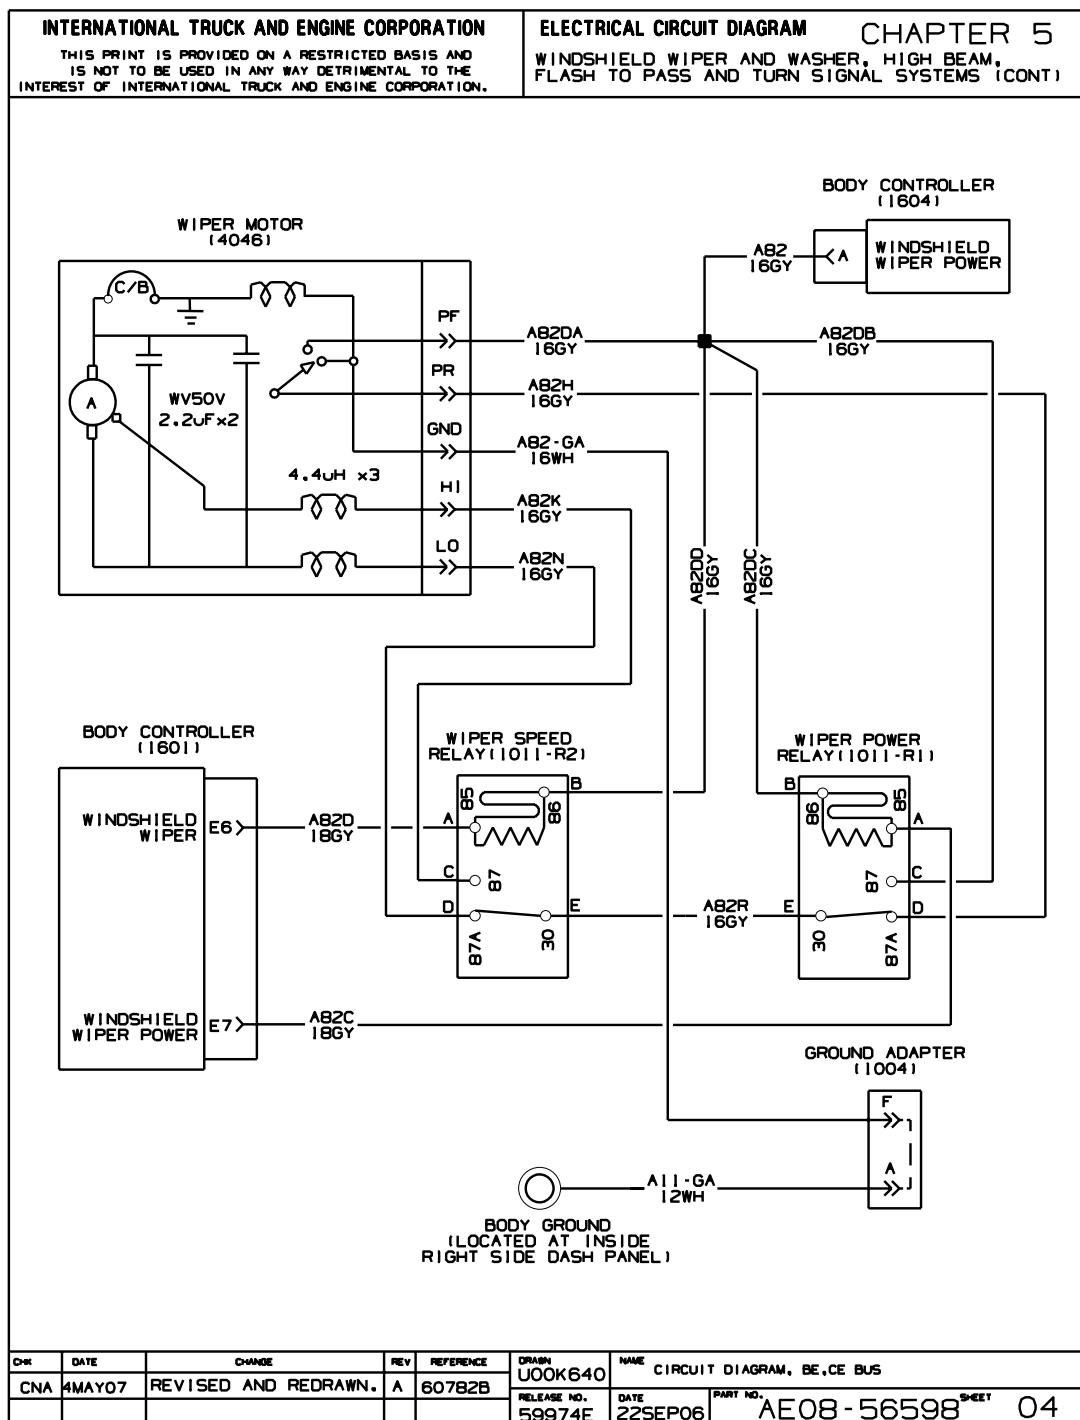 INTERNATIONAL TRUCK AND ENGINE CORPORATION
THIS PRINT IS PROVIDED ON A RESTRICTED BASIS AND
IS NOT TO BE USED IN ANY WAY DETRIMENTAL TO THE
INTEREST OF INTERNATIONAL TRUCK AND ENGINE CORPORATION.
ELECTRICAL CIRCUIT DIAGRAM
CHAPTER 5
WINDSHIELD WIPER AND WASHER, HIGH BEAM,
FLASH TO PASS AND TURN SIGNAL SYSTEMS (CONT)
BODY CONTROLLER
(1604)
A82
16GY
A
WINDSHIELD
WIPER POWER
WIPER MOTOR
(4046)
C/B
PF
A82DA
16GY
A82DB
16GY
PR
A82H
16GY
A
WV50V
2.2uFx2
GND
A82-GA
16WH
4.4uH x3
HI
A82K
16GY
LO
A82N
16GY
A82DD
16GY
A82DC
16GY
BODY CONTROLLER
(1601)
WINDSHIELD
WIPER
E6
A82D
18GY
WINDSHIELD
WIPER POWER
E7
A82C
18GY
WIPER SPEED
RELAY(1011-R2)
85
86
B
A
C
87
D
E
87A
30
A82R
16GY
WIPER POWER
RELAY(1011-R1)
B
86
85
A
87
C
E
D
30
87A
GROUND ADAPTER
(1004)
F
A
A11-GA
12WH
BODY GROUND
(LOCATED AT INSIDE
RIGHT SIDE DASH PANEL)
CHK
DATE
CHANGE
REV
REFERENCE
CNA
4MAY07
REVISED AND REDRAWN.
A
60782B
DRAWN
U00K640
NAME
CIRCUIT DIAGRAM, BE,CE BUS
RELEASE NO.
59974E
DATE
22SEP06
PART NO.
AE08-56598
SHEET
04